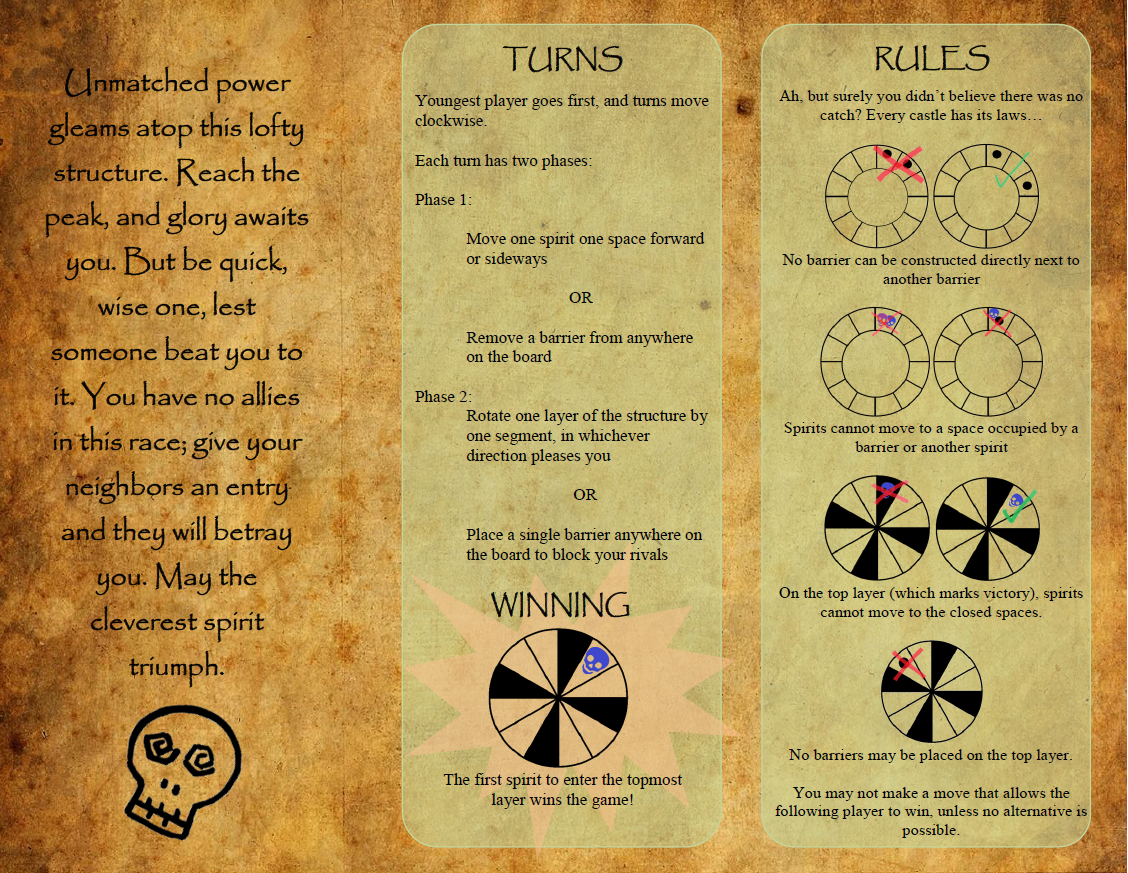 Unmatched power
gleams atop this lofty
structure. Reach the
peak, and glory awaits
you. But be quick,
wise one, lest
someone beat you to
it. You have no allies
in this race; give your
neighbors an entry
and they will betray
you. May the
cleverest spirit
triumph.
TURNS
Youngest player goes first, and turns move
clockwise.
Each turn has two phases:
Phase 1:
Move one spirit one space forward
or sideways
OR
Remove a barrier from anywhere
on the board
Phase 2:
Rotate one layer of the structure by
one segment, in whichever
direction pleases you
OR
Place a single barrier anywhere on
the board to block your rivals
WINNING
The first spirit to enter the topmost
layer wins the game!
RULES
Ah, but surely you didn`t believe there was no
catch? Every castle has its laws…
No barrier can be constructed directly next to
another barrier
Spirits cannot move to a space occupied by a
barrier or another spirit
On the top layer (which marks victory), spirits
cannot move to the closed spaces.
No barriers may be placed on the top layer.
You may not make a move that allows the
following player to win, unless no alternative is
possible.